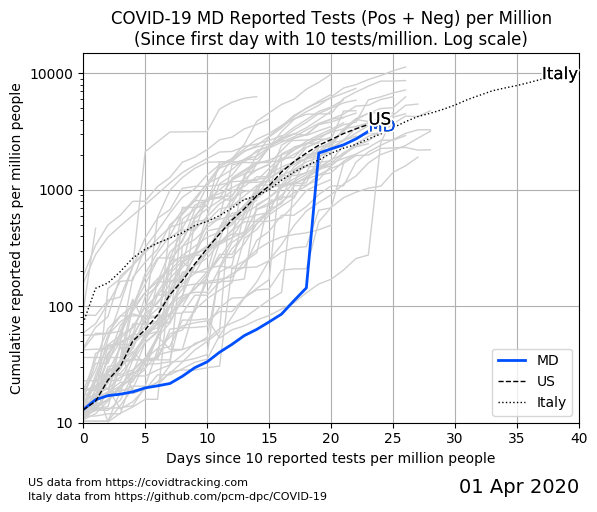 COVID-19 MD Reported Tests (Pos + Neg) per Million
(Since first day with 10 tests/million. Log scale)
Cumulative reported tests per million people
10000
1000
100
10
Italy
US
MD
MD
US
Italy
0 5 10 15 20 25 30 35 40
Days since 10 reported tests per million people
US data from https://covidtracking.com
Italy data from https://github.com/pcm-dpc/COVID-19
01 Apr 2020